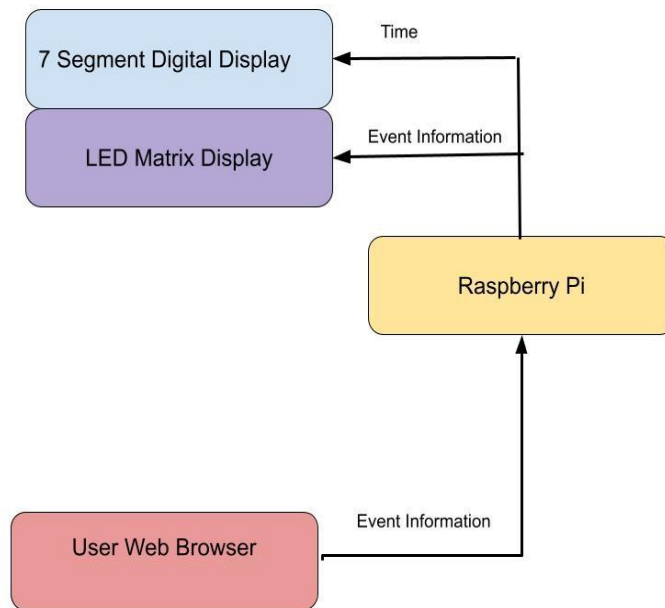 Time
7 Segment Digital Display
Event Information
LED Matrix Display
Raspberry Pi
Event Information
User Web Browser